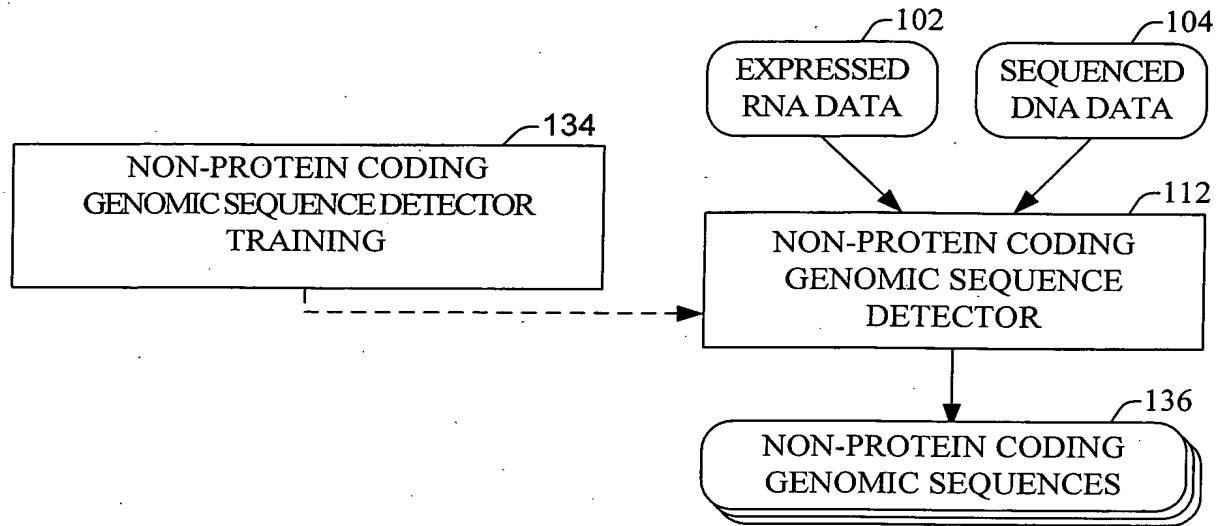 102
EXPRESSED
RNA DATA
104
SEQUENCED
DNA DATA
134
NON-PROTEIN CODING
GENOMIC SEQUENCE DETECTOR
TRAINING
112
NON-PROTEIN CODING
GENOMIC SEQUENCE
DETECTOR
136
NON-PROTEIN CODING
GENOMIC SEQUENCES